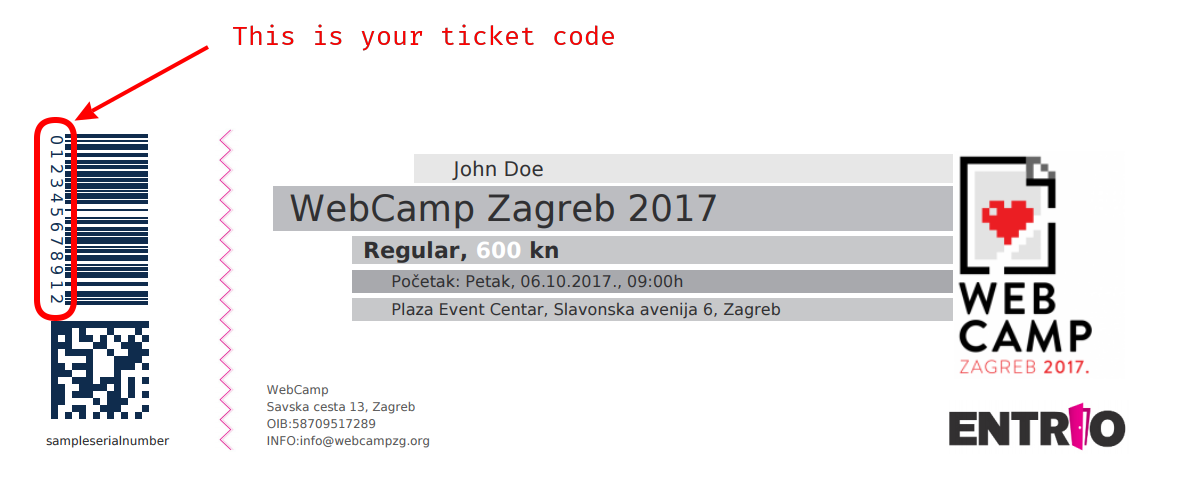 This is your ticket code
012345678912
sampleserialnumber
John Doe
WebCamp Zagreb 2017
Regular, 600 kn
Početak: Petak, 06.10.2017., 09:00h
Plaza Event Centar, Slavonska avenija 6, Zagreb
WebCamp
Savska cesta 13, Zagreb
OIB:58709517289
INFO:info@webcampzg.org
WEB
CAMP
ZAGREB 2017.
ENTRIO